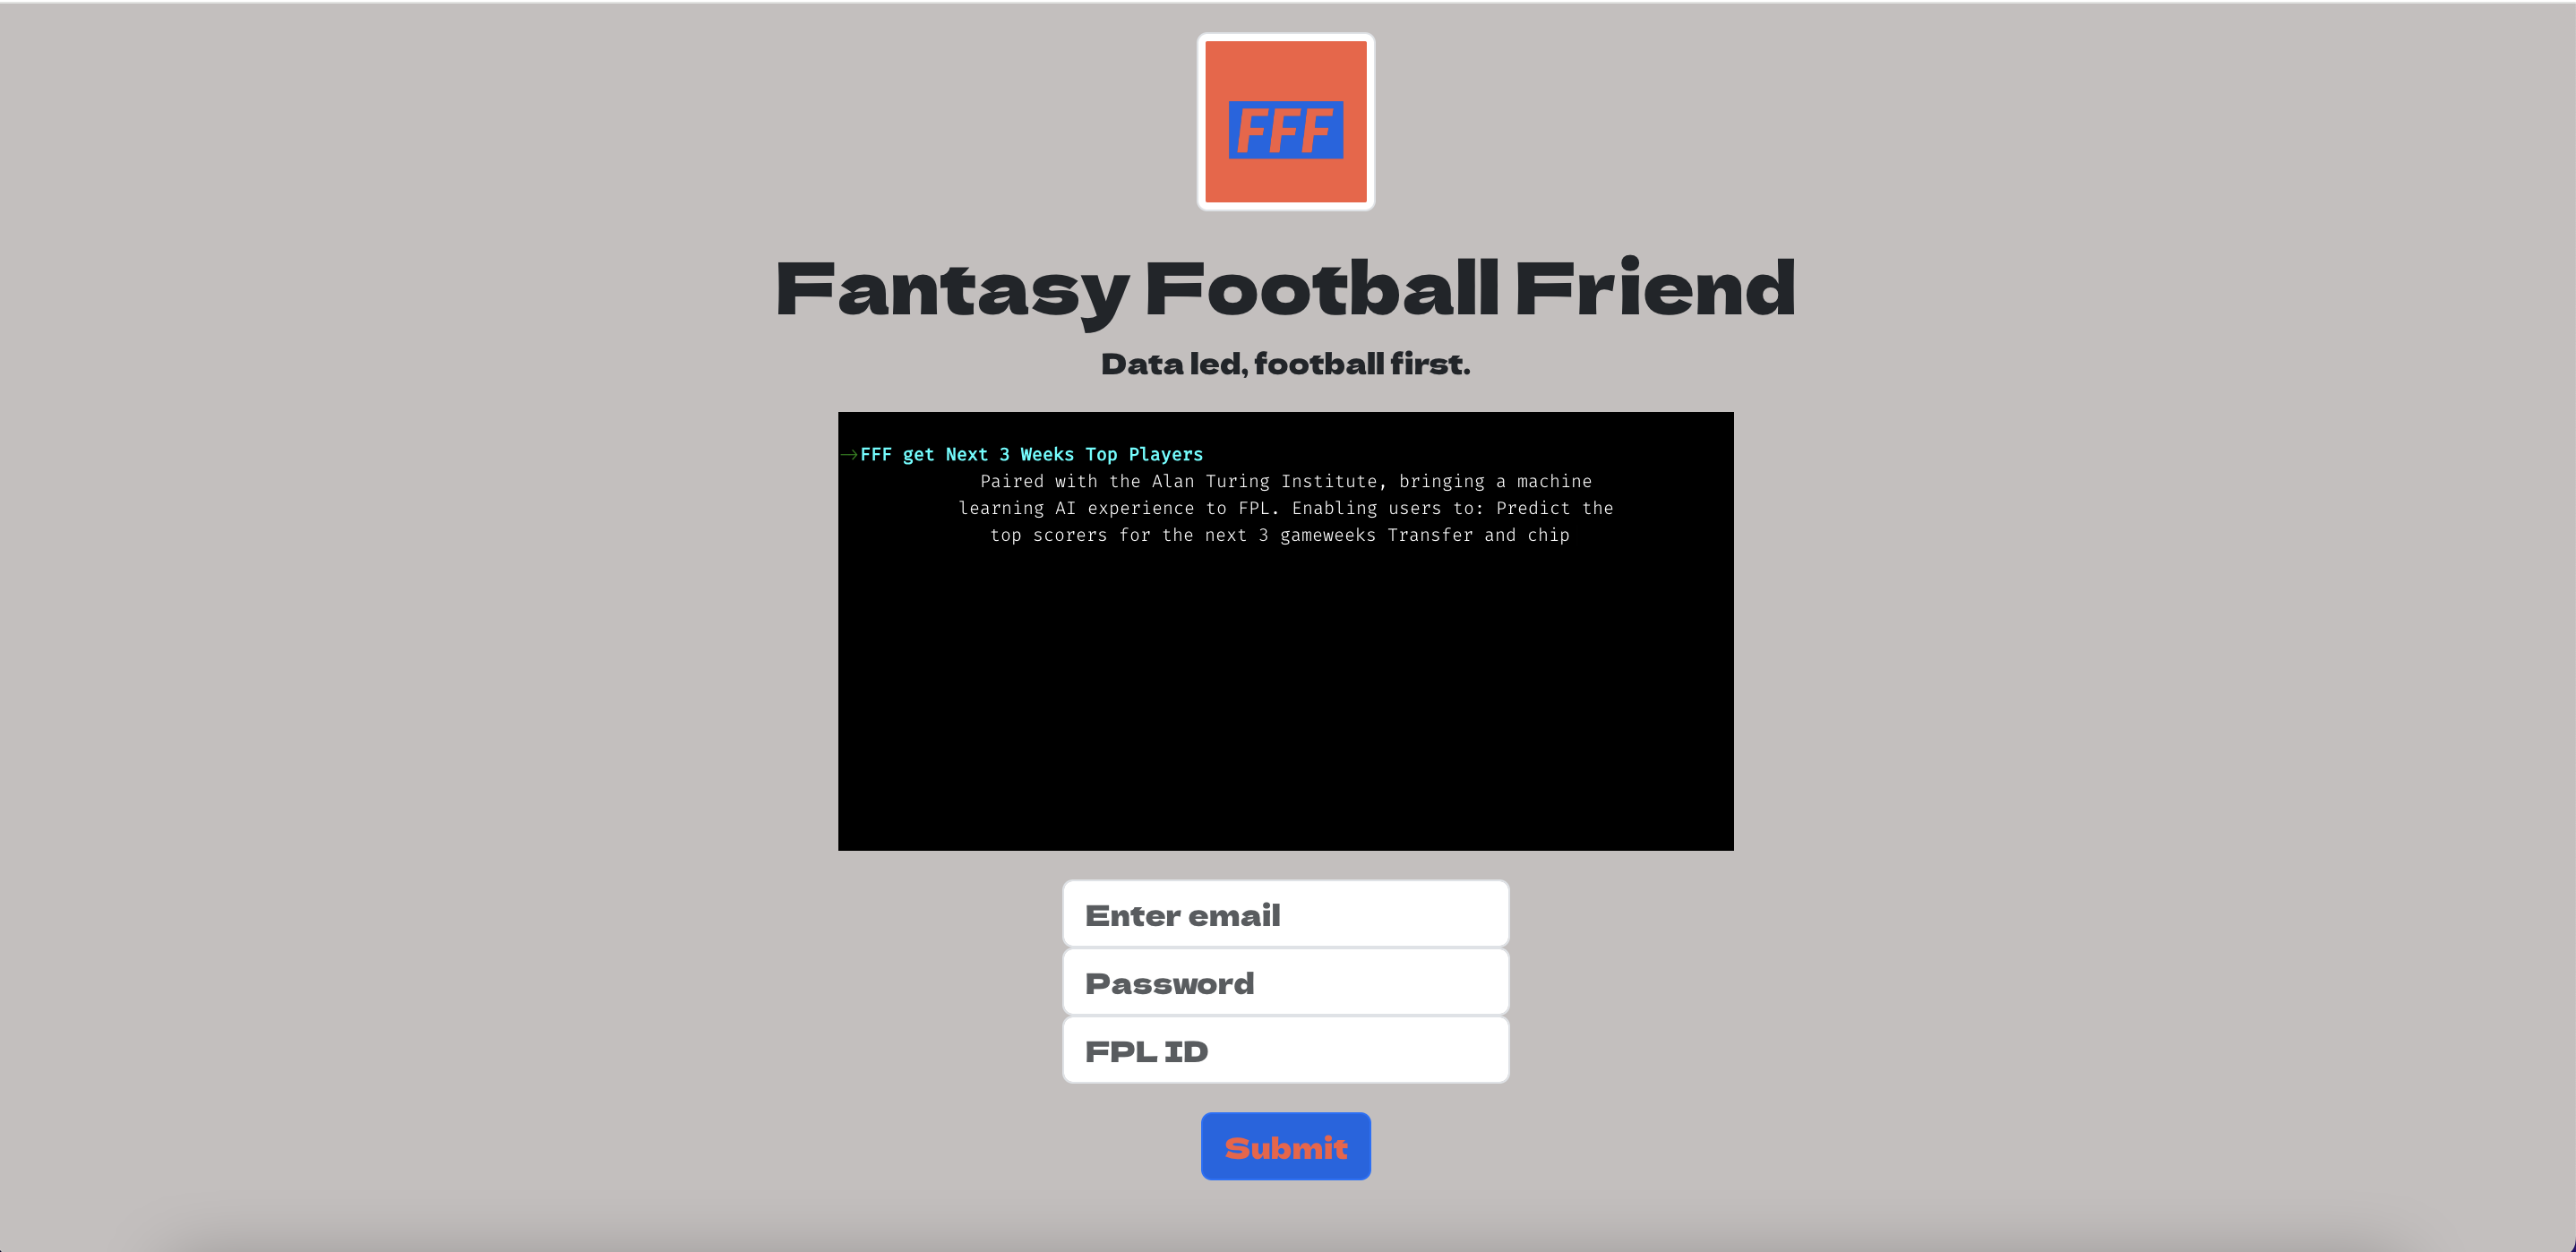 FFF
Fantasy Football Friend
Data led, football first.
→FFF get Next 3 Weeks Top Players
Paired with the Alan Turing Institute, bringing a machine
learning AI experience to FPL. Enabling users to: Predict the
top scorers for the next 3 gameweeks Transfer and chip
Enter email
Password
FPL ID
Submit